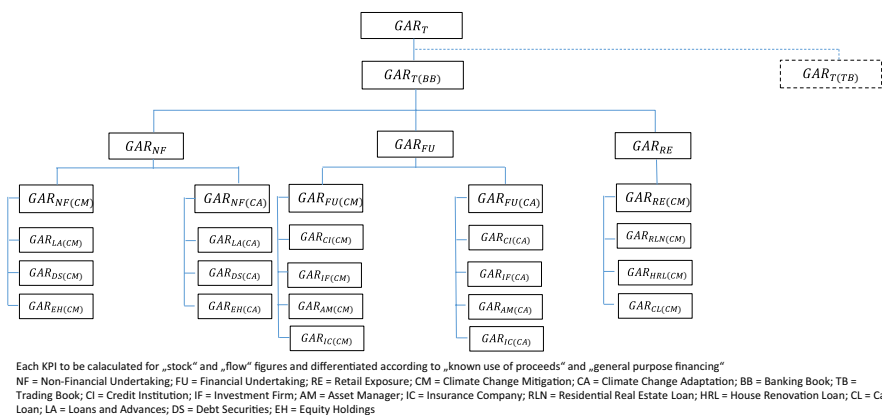 GAR_T
GAR_T(BB)
GAR_T(TB)
GAR_NF
GAR_FU
GAR_RE
GAR_NF(CM)
GAR_NF(CA)
GAR_FU(CM)
GAR_FU(CA)
GAR_RE(CM)
GAR_LA(CM)
GAR_LA(CA)
GAR_CI(CM)
GAR_CI(CA)
GAR_RLN(CM)
GAR_DS(CM)
GAR_DS(CA)
GAR_IF(CM)
GAR_IF(CA)
GAR_HRL(CM)
GAR_EH(CM)
GAR_EH(CA)
GAR_AM(CM)
GAR_AM(CA)
GAR_CL(CM)
GAR_IC(CM)
GAR_IC(CA)
Each KPI to be calaculated for „stock“ and „flow“ figures and differentiated according to „known use of proceeds“ and „general purpose financing“
NF = Non-Financial Undertaking; FU = Financial Undertaking; RE = Retail Exposure; CM = Climate Change Mitigation; CA = Climate Change Adaptation; BB = Banking Book; TB =
Trading Book; CI = Credit Institution; IF = Investment Firm; AM = Asset Manager; IC = Insurance Company; RLN = Residential Real Estate Loan; HRL = House Renovation Loan; CL =
Loan; LA = Loans and Advances; DS = Debt Securities; EH = Equity Holdings